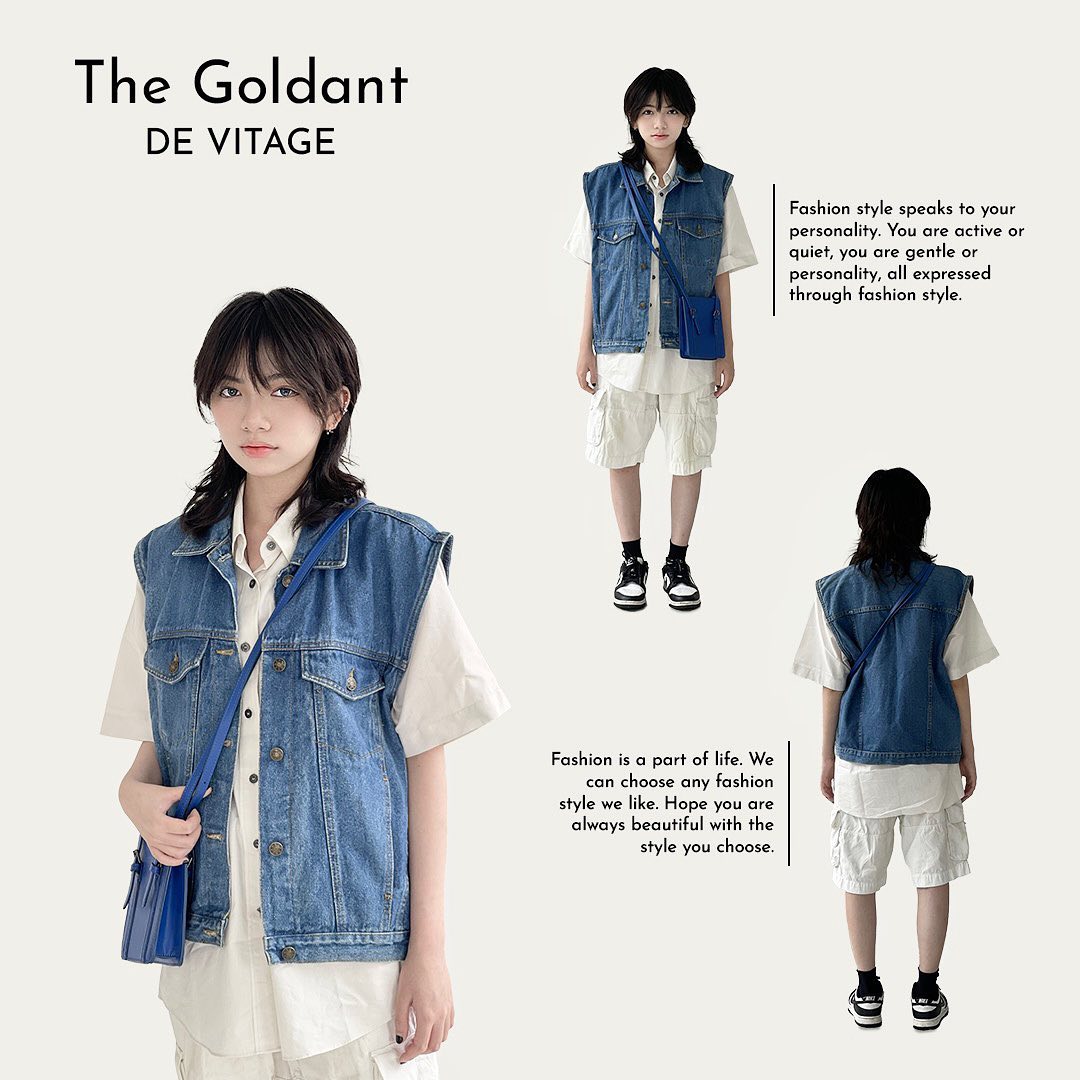 The Goldant
DE VITAGE
Fashion style speaks to your
personality. You are active or
quiet, you are gentle or
personality, all expressed
through fashion style.
Fashion is a part of life. We
can choose any fashion
style we like. Hope you are
always beautiful with the
style you choose.
NIKE
NIKE